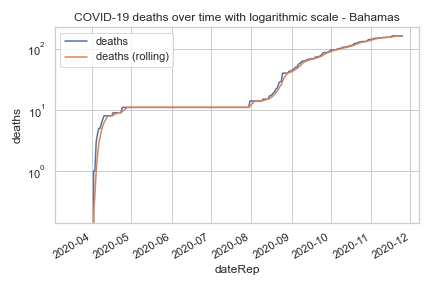 COVID-19 deaths over time with logarithmic scale - Bahamas
deaths
deaths (rolling)
10²
10¹
10⁰
deaths
2020-04
2020-05
2020-06
2020-07
2020-08
2020-09
2020-10
2020-11
2020-12
dateRep